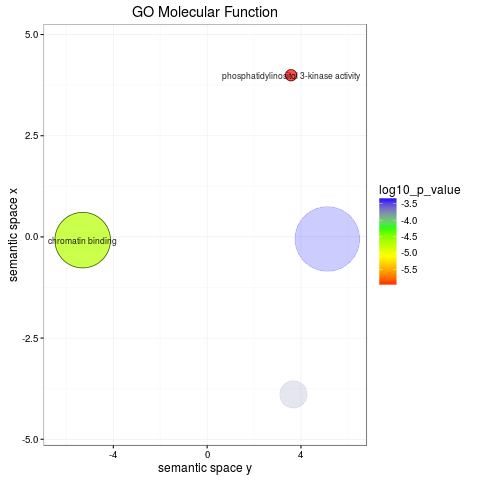 GO Molecular Function
5.0
2.5
0.0
-2.5
-5.0
semantic space x
phosphatidylinositol 3-kinase activity
chromatin binding
-4
0
4
semantic space y
log10_p_value
-3.5
-4.0
-4.5
-5.0
-5.5